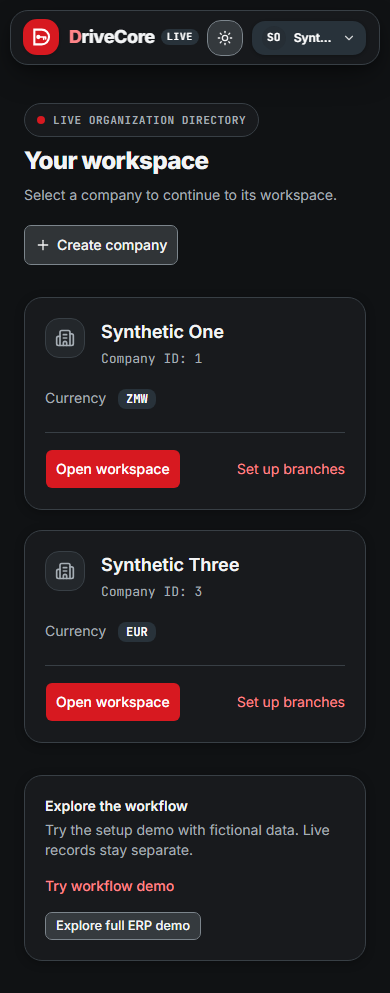 DriveCore LIVE SO Synt...
LIVE ORGANIZATION DIRECTORY
Your workspace
Select a company to continue to its workspace.
Create company
Synthetic One
Company ID: 1
Currency ZMW
Open workspace Set up branches
Synthetic Three
Company ID: 3
Currency EUR
Open workspace Set up branches
Explore the workflow
Try the setup demo with fictional data. Live
records stay separate.
Try workflow demo
Explore full ERP demo